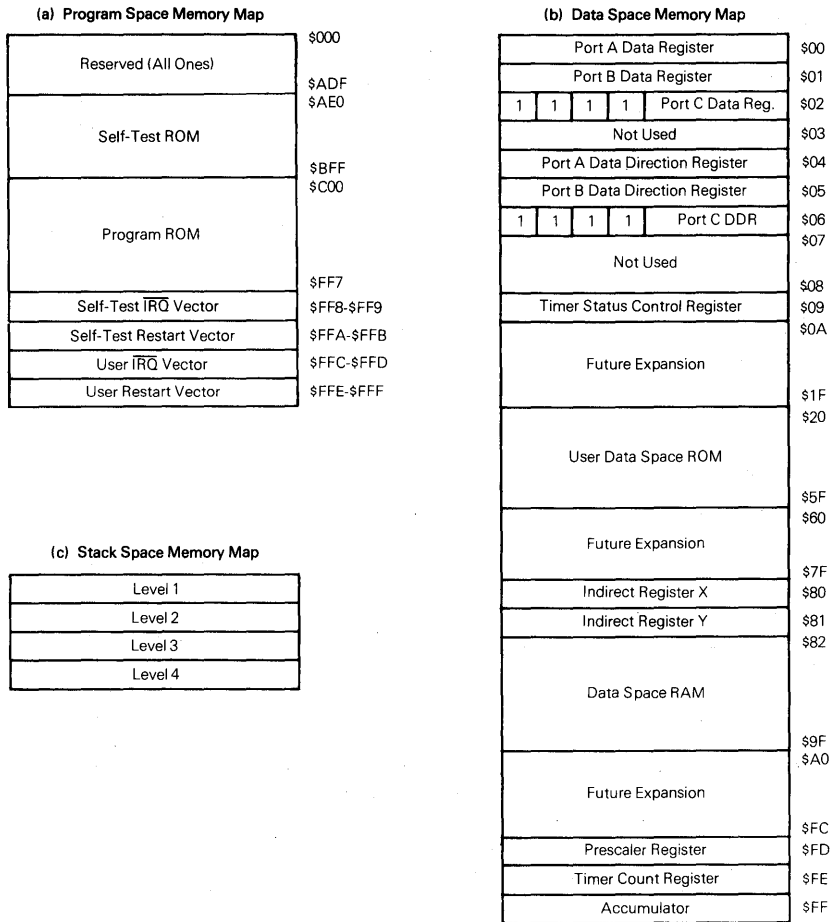 (a) Program Space Memory Map
$000
Reserved (All Ones)
$ADF
$AE0
Self-Test ROM
$BFF
$C00
Program ROM
$FF7
Self-Test IRQ Vector $FF8-$FF9
Self-Test Restart Vector $FFA-$FFB
User IRQ Vector $FFC-$FFD
User Restart Vector $FFE-$FFF
(c) Stack Space Memory Map
Level 1
Level 2
Level 3
Level 4
(b) Data Space Memory Map
Port A Data Register $00
Port B Data Register $01
1 1 1 1 Port C Data Reg. $02
Not Used $03
Port A Data Direction Register $04
Port B Data Direction Register $05
1 1 1 1 Port C DDR $06
$07
Not Used
$08
Timer Status Control Register $09
$0A
Future Expansion
$1F
$20
User Data Space ROM
$5F
$60
Future Expansion
$7F
Indirect Register X $80
Indirect Register Y $81
$82
Data Space RAM
$9F
$A0
Future Expansion
$FC
Prescaler Register $FD
Timer Count Register $FE
Accumulator $FF